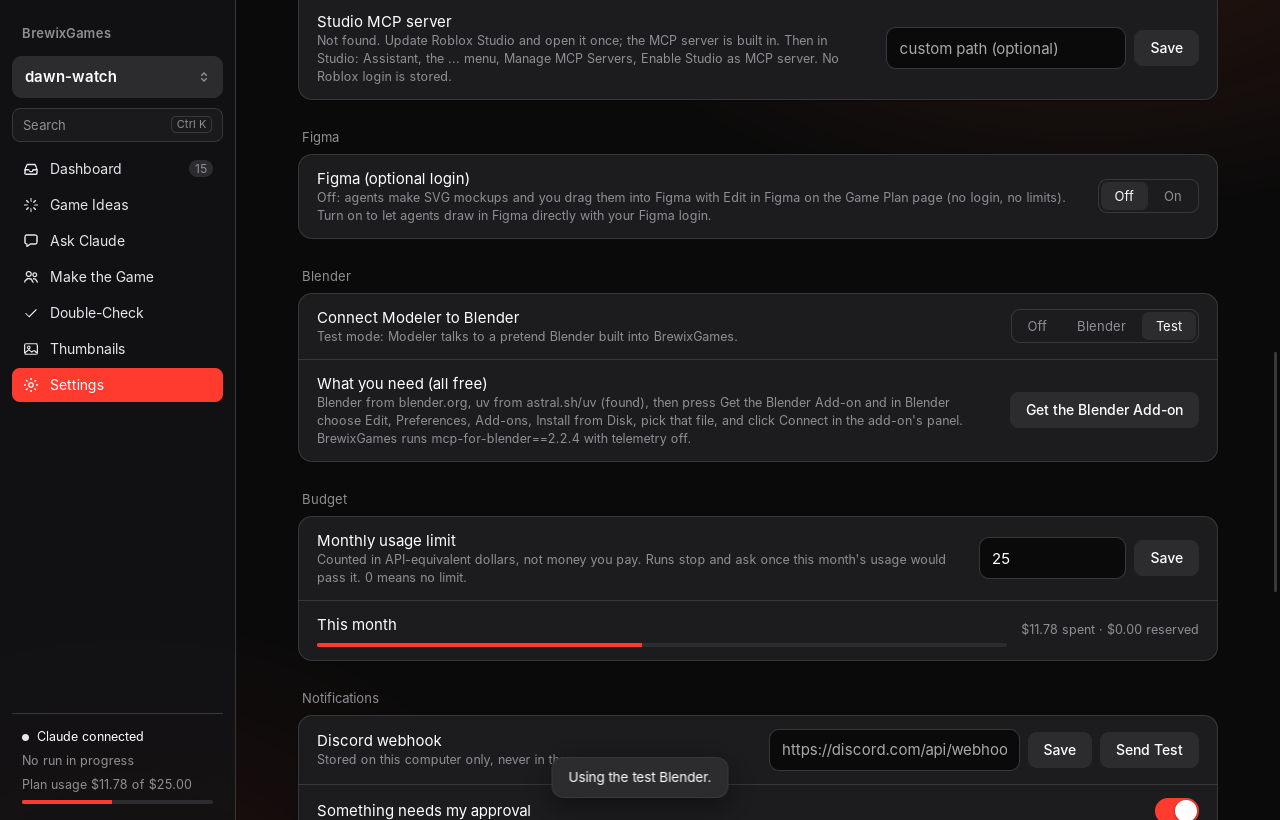 BrewixGames
dawn-watch
Search
Ctrl K
Dashboard
15
Game Ideas
Ask Claude
Make the Game
Double-Check
Thumbnails
Settings
Claude connected
No run in progress
Plan usage $11.78 of $25.00
Studio MCP server
Not found. Update Roblox Studio and open it once; the MCP server is built in. Then in
Studio: Assistant, the ... menu, Manage MCP Servers, Enable Studio as MCP server. No
Roblox login is stored.
custom path (optional)
Save
Figma
Figma (optional login)
Off: agents make SVG mockups and you drag them into Figma with Edit in Figma on the Game Plan page (no login, no limits).
Turn on to let agents draw in Figma directly with your Figma login.
Off
On
Blender
Connect Modeler to Blender
Test mode: Modeler talks to a pretend Blender built into BrewixGames.
Off
Blender
Test
What you need (all free)
Blender from blender.org, uv from astral.sh/uv (found), then press Get the Blender Add-on and in Blender
choose Edit, Preferences, Add-ons, Install from Disk, pick that file, and click Connect in the add-on's panel.
BrewixGames runs mcp-for-blender==2.2.4 with telemetry off.
Get the Blender Add-on
Budget
Monthly usage limit
Counted in API-equivalent dollars, not money you pay. Runs stop and ask once this month's usage would
pass it. 0 means no limit.
25
Save
This month
$11.78 spent · $0.00 reserved
Notifications
Discord webhook
Stored on this computer only, never in
https://discord.com/api/webhoo
Save
Send Test
Using the test Blender.
Something needs my approval